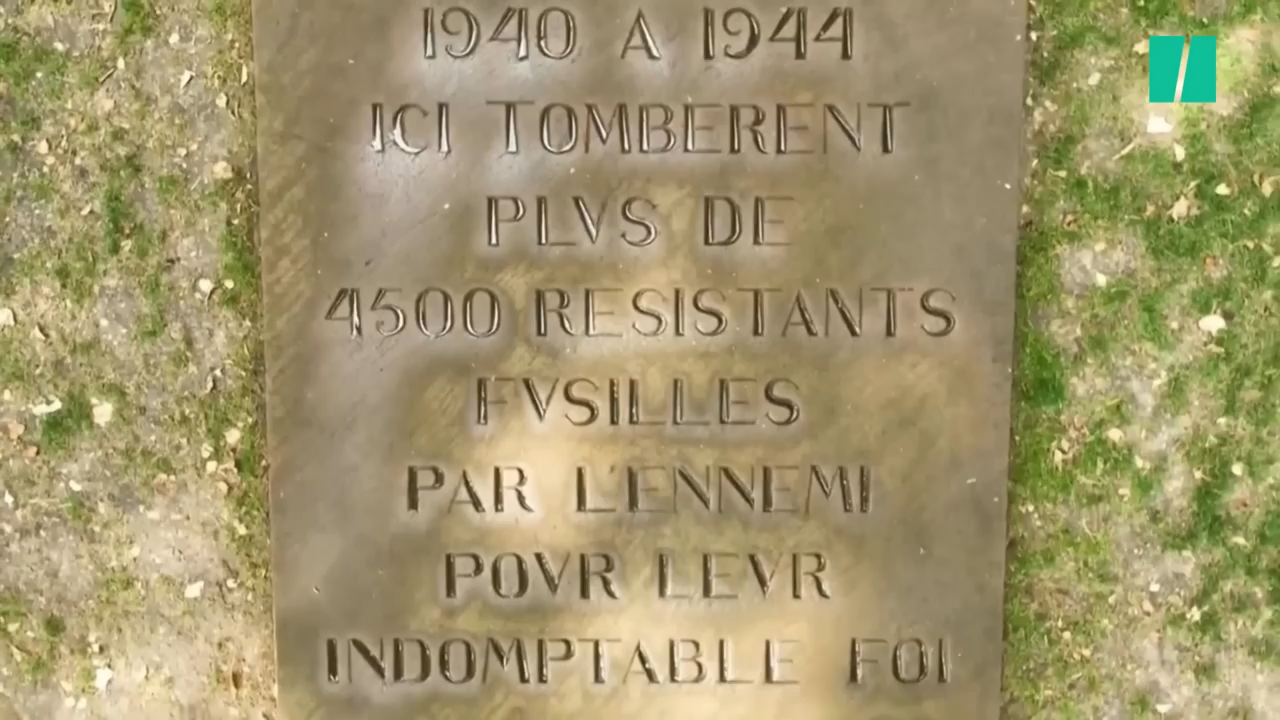 1940 A 1944
ICI TOMBERENT
PLVS DE
4500 RESISTANTS
FVSILLES
PAR L'ENNEMI
POVR LEVR
INDOMPTABLE FOI